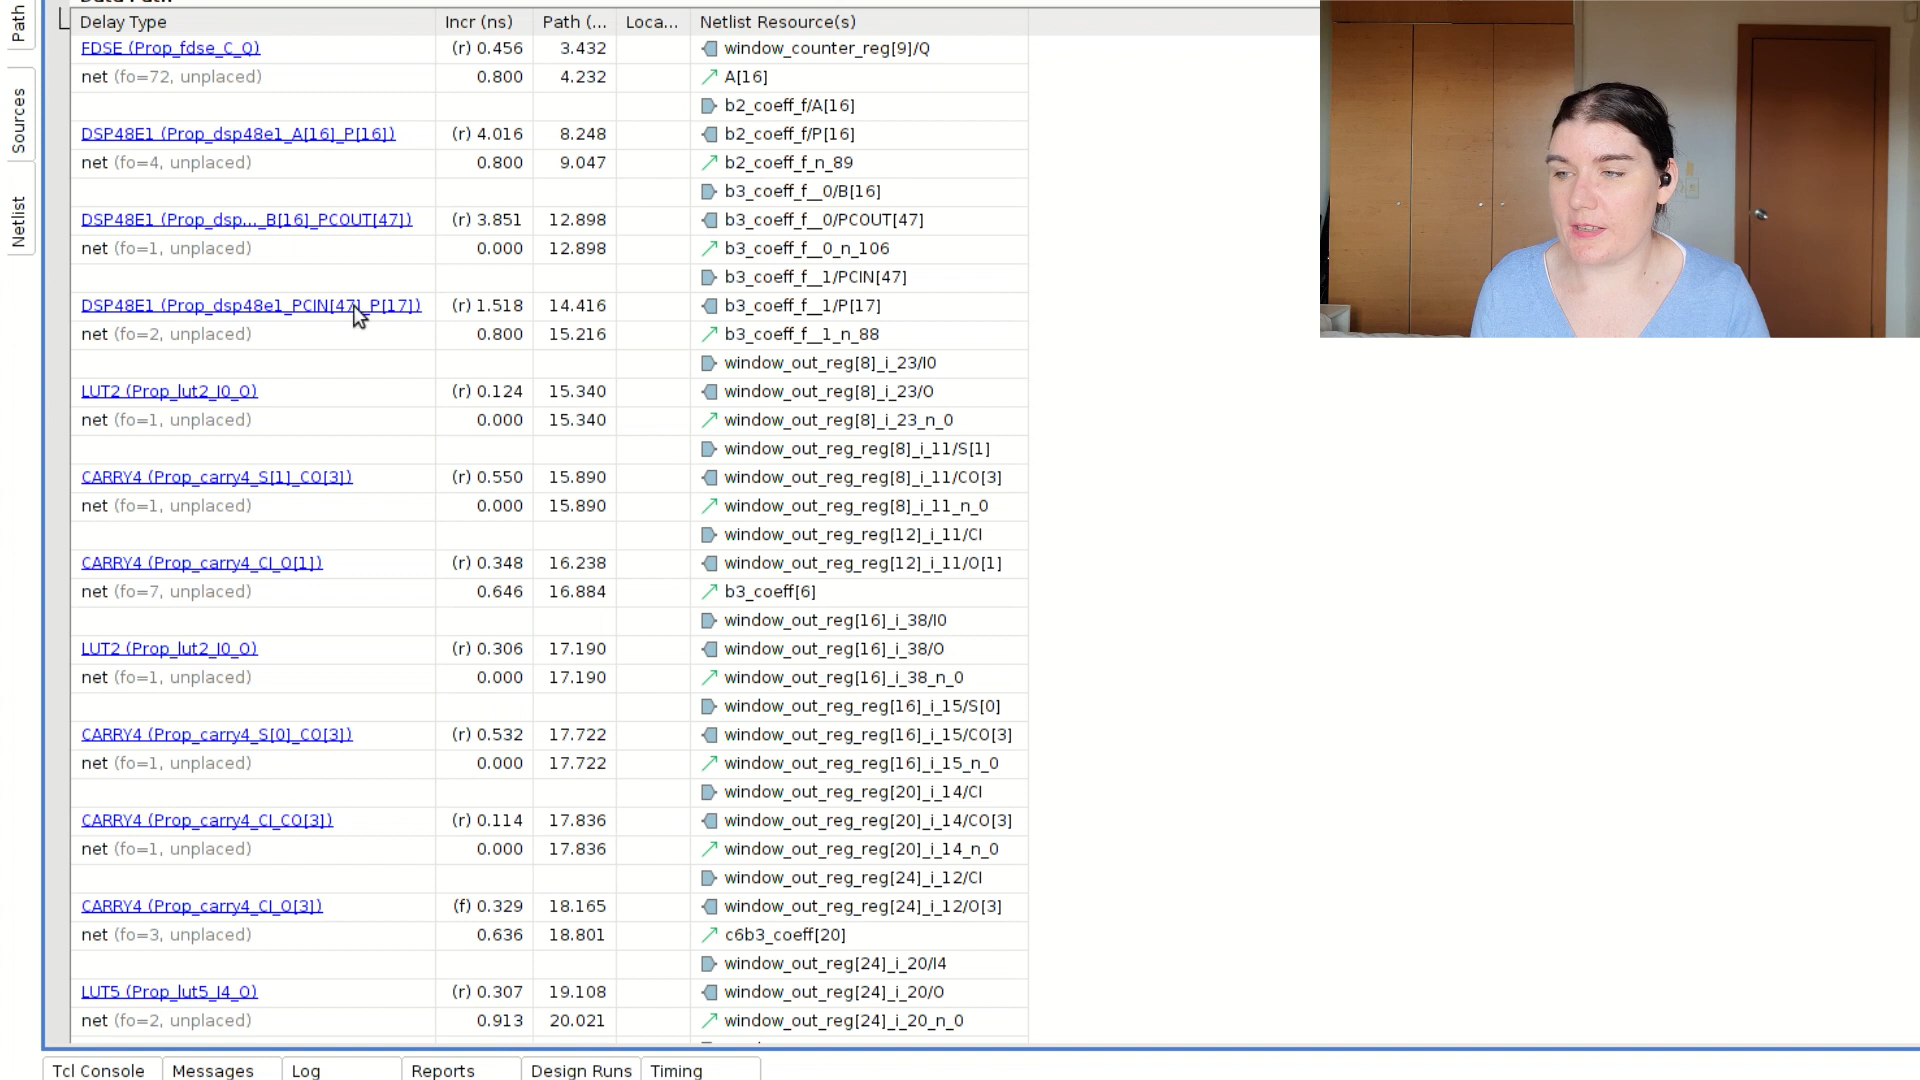 Path
Sources
Netlist
Delay Type Incr (ns) Path (... Loca... Netlist Resource(s)
FDSE (Prop_fdse_C_Q) (r) 0.456 3.432 window_counter_reg[9]/Q
net (fo=72, unplaced) 0.800 4.232 A[16]
b2_coeff_f/A[16]
DSP48E1 (Prop_dsp48e1_A[16]_P[16]) (r) 4.016 8.248 b2_coeff_f/P[16]
net (fo=4, unplaced) 0.800 9.047 b2_coeff_f_n_89
b3_coeff_f__0/B[16]
DSP48E1 (Prop_dsp..._B[16]_PCOUT[47]) (r) 3.851 12.898 b3_coeff_f__0/PCOUT[47]
net (fo=1, unplaced) 0.000 12.898 b3_coeff_f__0_n_106
b3_coeff_f__1/PCIN[47]
DSP48E1 (Prop_dsp48e1_PCIN[47]_P[17]) (r) 1.518 14.416 b3_coeff_f__1/P[17]
net (fo=2, unplaced) 0.800 15.216 b3_coeff_f__1_n_88
window_out_reg[8]_i_23/I0
LUT2 (Prop_lut2_I0_O) (r) 0.124 15.340 window_out_reg[8]_i_23/O
net (fo=1, unplaced) 0.000 15.340 window_out_reg[8]_i_23_n_0
window_out_reg_reg[8]_i_11/S[1]
CARRY4 (Prop_carry4_S[1]_CO[3]) (r) 0.550 15.890 window_out_reg_reg[8]_i_11/CO[3]
net (fo=1, unplaced) 0.000 15.890 window_out_reg_reg[8]_i_11_n_0
window_out_reg_reg[12]_i_11/CI
CARRY4 (Prop_carry4_CI_O[1]) (r) 0.348 16.238 window_out_reg_reg[12]_i_11/O[1]
net (fo=7, unplaced) 0.646 16.884 b3_coeff[6]
window_out_reg[16]_i_38/I0
LUT2 (Prop_lut2_I0_O) (r) 0.306 17.190 window_out_reg[16]_i_38/O
net (fo=1, unplaced) 0.000 17.190 window_out_reg[16]_i_38_n_0
window_out_reg_reg[16]_i_15/S[0]
CARRY4 (Prop_carry4_S[0]_CO[3]) (r) 0.532 17.722 window_out_reg_reg[16]_i_15/CO[3]
net (fo=1, unplaced) 0.000 17.722 window_out_reg_reg[16]_i_15_n_0
window_out_reg_reg[20]_i_14/CI
CARRY4 (Prop_carry4_CI_CO[3]) (r) 0.114 17.836 window_out_reg_reg[20]_i_14/CO[3]
net (fo=1, unplaced) 0.000 17.836 window_out_reg_reg[20]_i_14_n_0
window_out_reg_reg[24]_i_12/CI
CARRY4 (Prop_carry4_CI_O[3]) (f) 0.329 18.165 window_out_reg_reg[24]_i_12/O[3]
net (fo=3, unplaced) 0.636 18.801 c6b3_coeff[20]
window_out_reg[24]_i_20/I4
LUT5 (Prop_lut5_I4_O) (r) 0.307 19.108 window_out_reg[24]_i_20/O
net (fo=2, unplaced) 0.913 20.021 window_out_reg[24]_i_20_n_0
Tcl Console Messages Log Reports Design Runs Timing